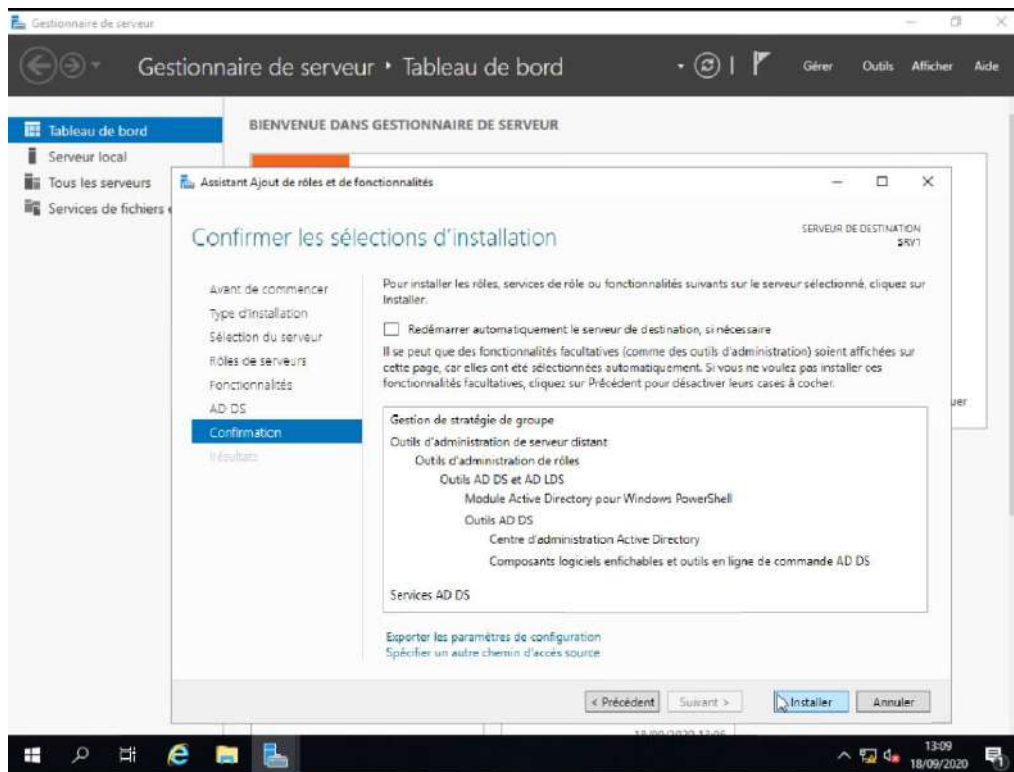 Gestionnaire de serveur
Gestionnaire de serveur • Tableau de bord
Gérer Outils Afficher Aide
Tableau de bord
Serveur local
Tous les serveurs
Services de fichiers
BIENVENUE DANS GESTIONNAIRE DE SERVEUR
Assistant Ajout de rôles et de fonctionnalités
Confirmer les sélections d'installation
SERVEUR DE DESTINATION
SRV1
Avant de commencer
Type d'installation
Sélection du serveur
Rôles de serveurs
Fonctionnalités
AD DS
Confirmation
Résultats
Pour installer les rôles, services de rôle ou fonctionnalités suivants sur le serveur sélectionné, cliquez sur
Installer.
Redémarrer automatiquement le serveur de destination, si nécessaire
Il se peut que des fonctionnalités facultatives (comme des outils d'administration) soient affichées sur
cette page, car elles ont été sélectionnées automatiquement. Si vous ne voulez pas installer ces
fonctionnalités facultatives, cliquez sur Précédent pour désactiver leurs cases à cocher.
Gestion de stratégie de groupe
Outils d'administration de serveur distant
Outils d'administration de rôles
Outils AD DS et AD LDS
Module Active Directory pour Windows PowerShell
Outils AD DS
Centre d'administration Active Directory
Composants logiciels enfichables et outils en ligne de commande AD DS
Services AD DS
Exporter les paramètres de configuration
Spécifier un autre chemin d'accès source
< Précédent Suivant > Installer Annuler
13:09
18/09/2020